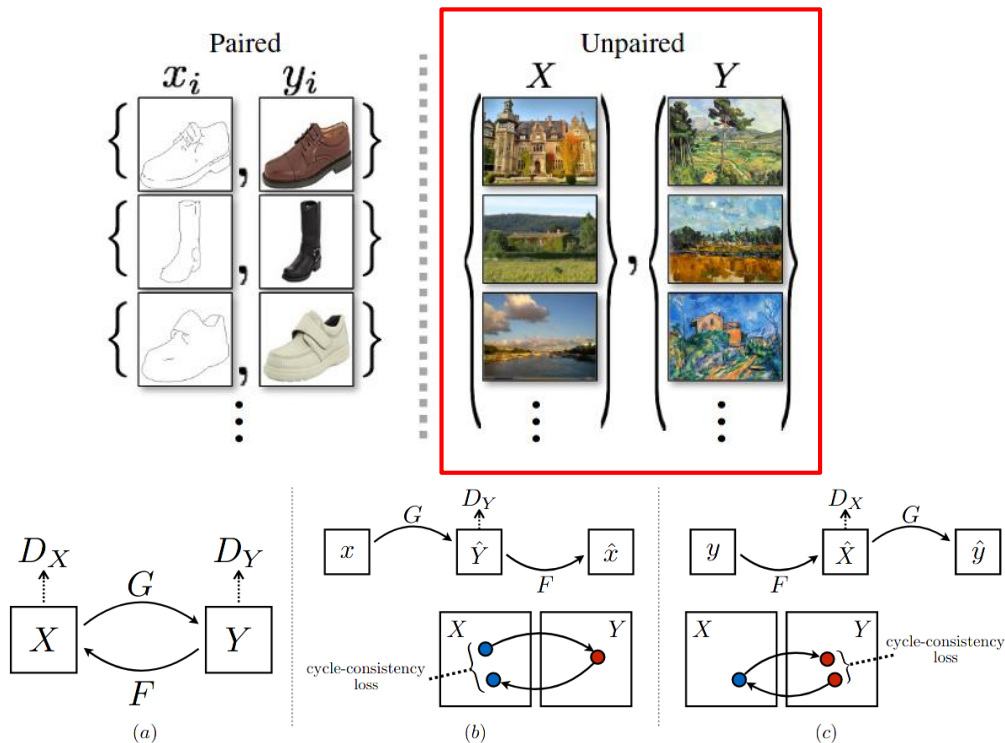 Paired
x_i y_i
{ , }
{ , }
{ , }
Unpaired
X Y
{ } , { }
D_X D_Y
G
X Y
F
(a)
D_Y
G
x Ŷ x̂
F
X Y
cycle-consistency
loss
(b)
D_X
G
y X̂ ŷ
F
X Y
cycle-consistency
loss
(c)